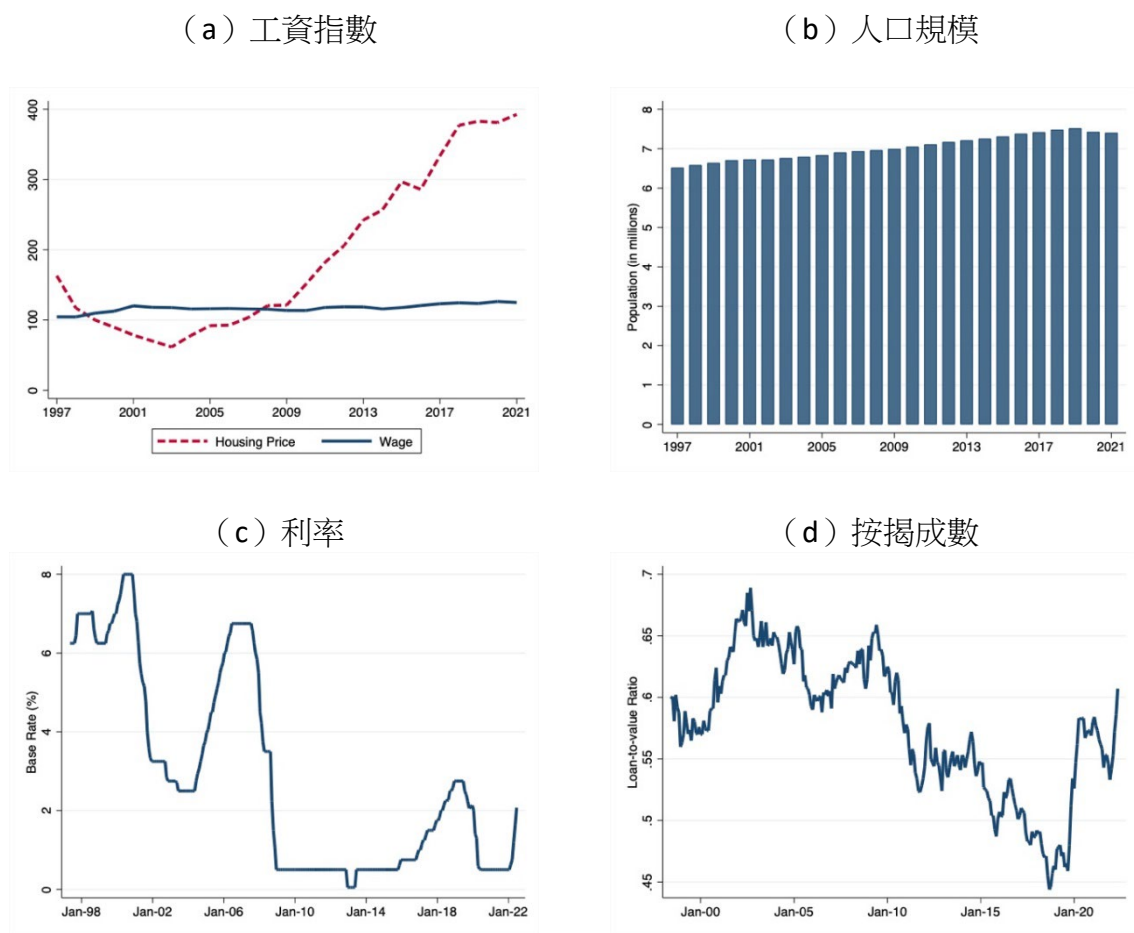 （a）工資指數
400
300
200
100
0
1997
2001
2005
2009
2013
2017
2021
Housing Price
Wage
（b）人口規模
Population (in millions)
8
7
6
5
4
3
2
1
0
1997
2001
2005
2009
2013
2017
2021
（c）利率
Base Rate (%)
8
6
4
2
0
Jan-98
Jan-02
Jan-06
Jan-10
Jan-14
Jan-18
Jan-22
（d）按揭成數
Loan-to-value Ratio
.7
.65
.6
.55
.5
.45
Jan-00
Jan-05
Jan-10
Jan-15
Jan-20